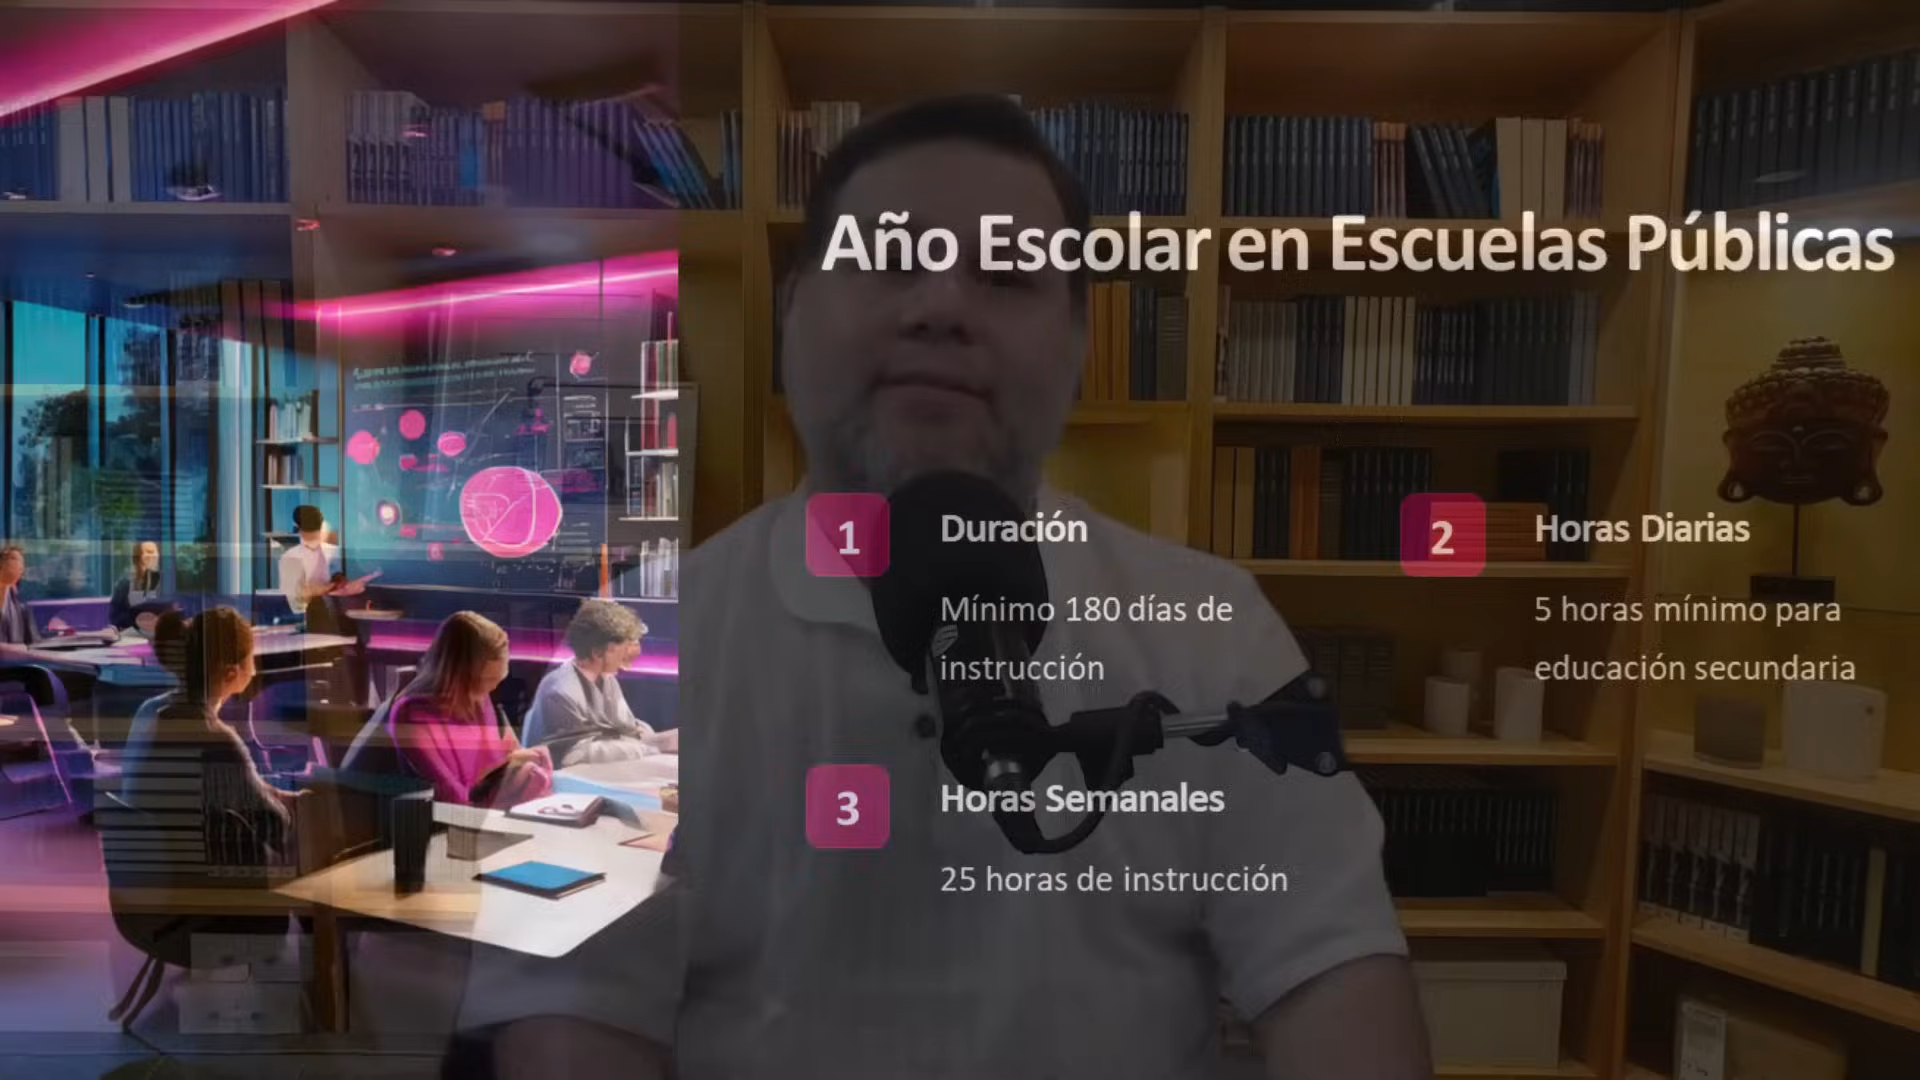 Año Escolar en Escuelas Públicas
1
Duración
Mínimo 180 días de
instrucción
2
Horas Diarias
5 horas mínimo para
educación secundaria
3
Horas Semanales
25 horas de instrucción